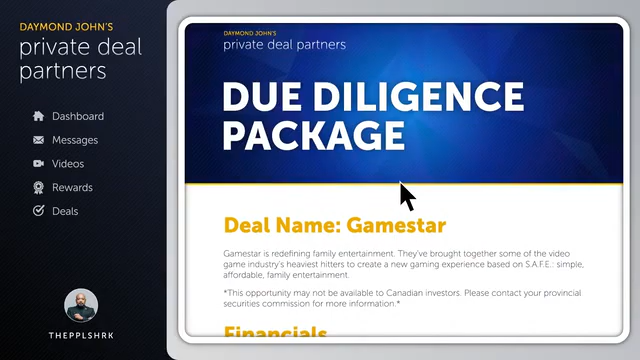 DAYMOND JOHN'S
private deal
partners
Dashboard
Messages
Videos
Rewards
Deals
THEPPLSHRK
DAYMOND JOHN'S
private deal partners
DUE DILIGENCE
PACKAGE
Deal Name: Gamestar
Gamestar is redefining family entertainment. They've brought together some of the video
game industry's heaviest hitters to create a new gaming experience based on S.A.F.E.: simple,
affordable, family entertainment.
*This opportunity may not be available to Canadian investors. Please contact your provincial
securities commission for more information.*
Financials